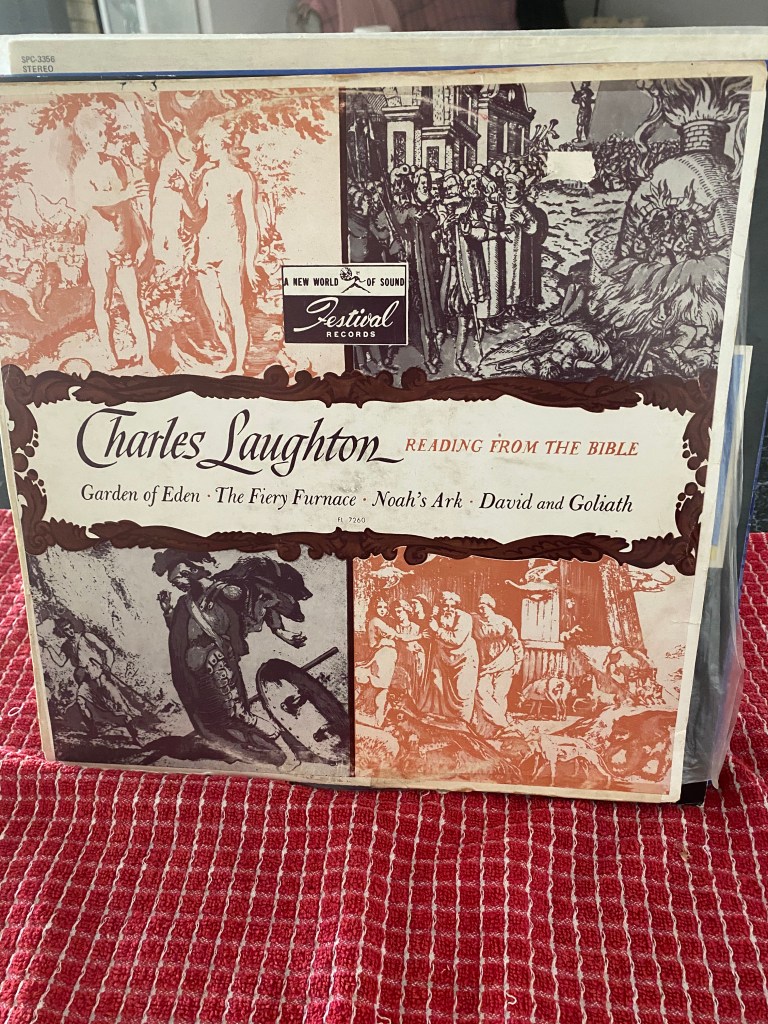 SPC-3356
STEREO
A NEW WORLD OF SOUND
Festival
RECORDS
Charles Laughton READING FROM THE BIBLE
Garden of Eden · The Fiery Furnace · Noah's Ark · David and Goliath
FL 7260